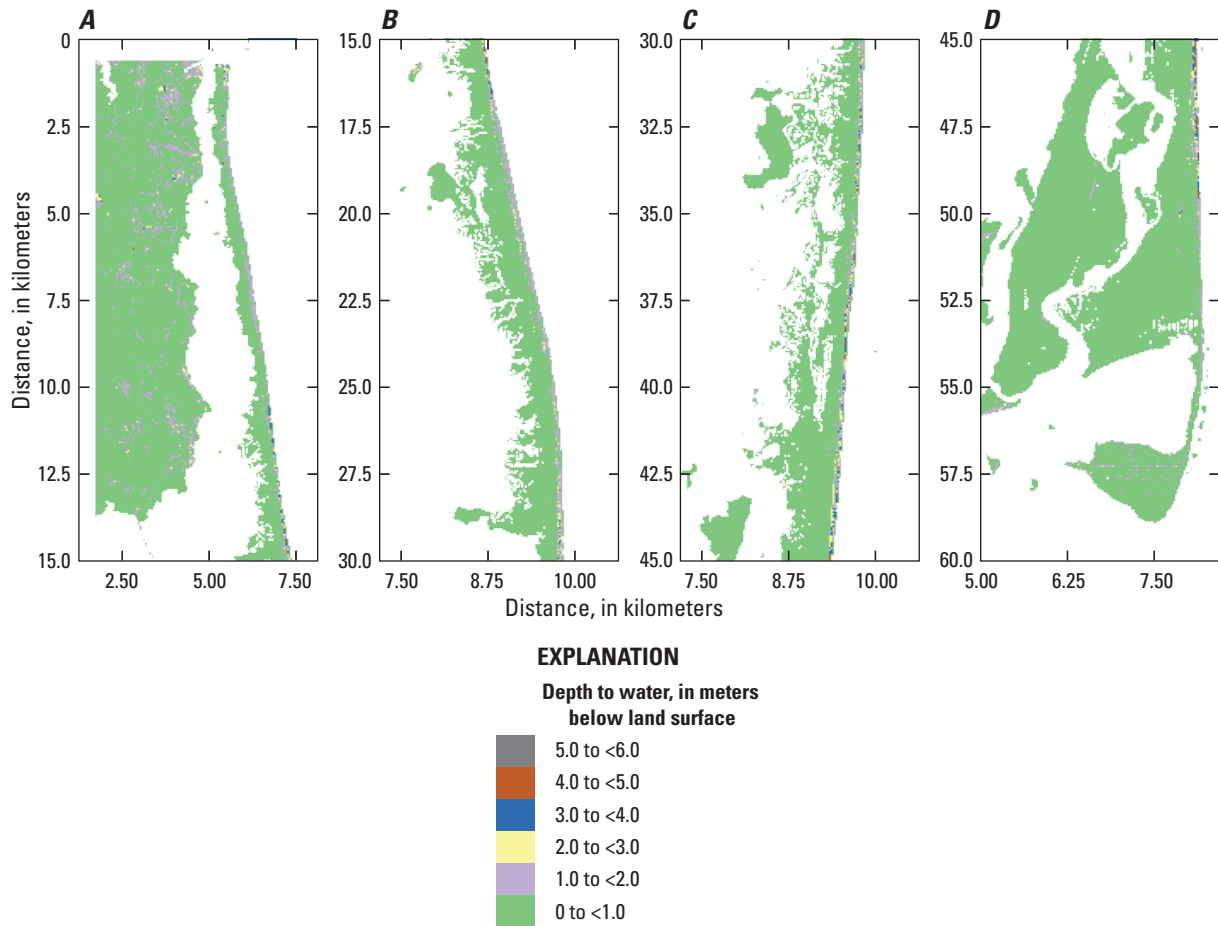 A
B
C
D
0
2.5
5.0
7.5
10.0
12.5
15.0
2.50
5.00
7.50
15.0
17.5
20.0
22.5
25.0
27.5
30.0
7.50
8.75
10.00
30.0
32.5
35.0
37.5
40.0
42.5
45.0
7.50
8.75
10.00
45.0
47.5
50.0
52.5
55.0
57.5
60.0
5.00
6.25
7.50
Distance, in kilometers
Distance, in kilometers
EXPLANATION
Depth to water, in meters
below land surface
5.0 to <6.0
4.0 to <5.0
3.0 to <4.0
2.0 to <3.0
1.0 to <2.0
0 to <1.0